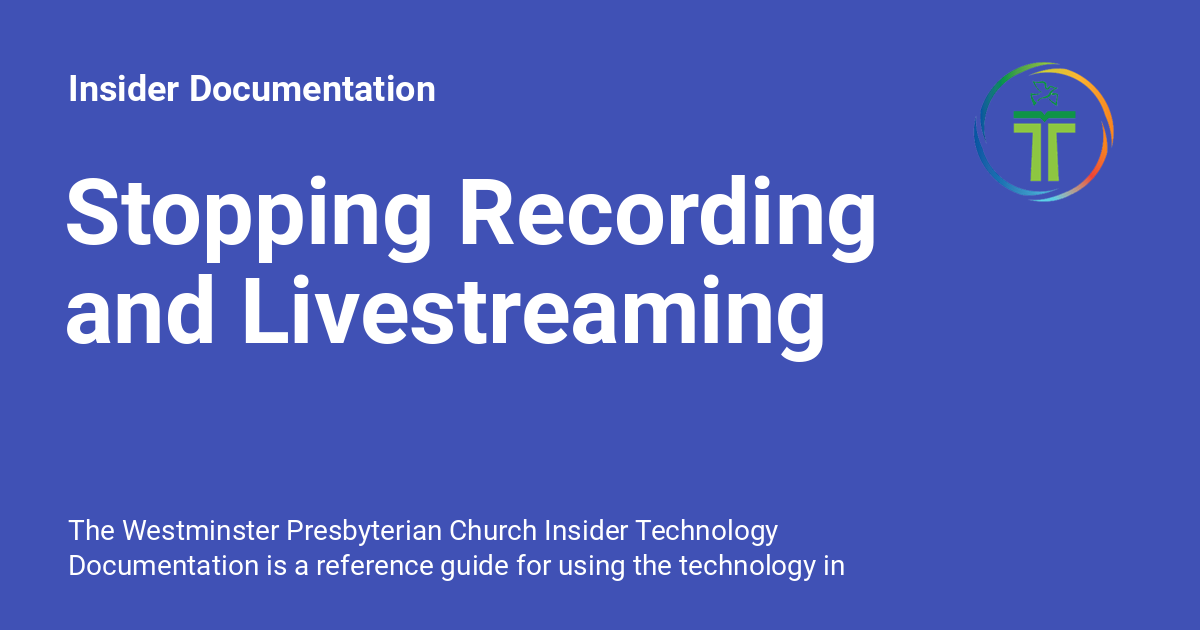 Insider Documentation
Stopping Recording
and Livestreaming
The Westminster Presbyterian Church Insider Technology
Documentation is a reference guide for using the technology in